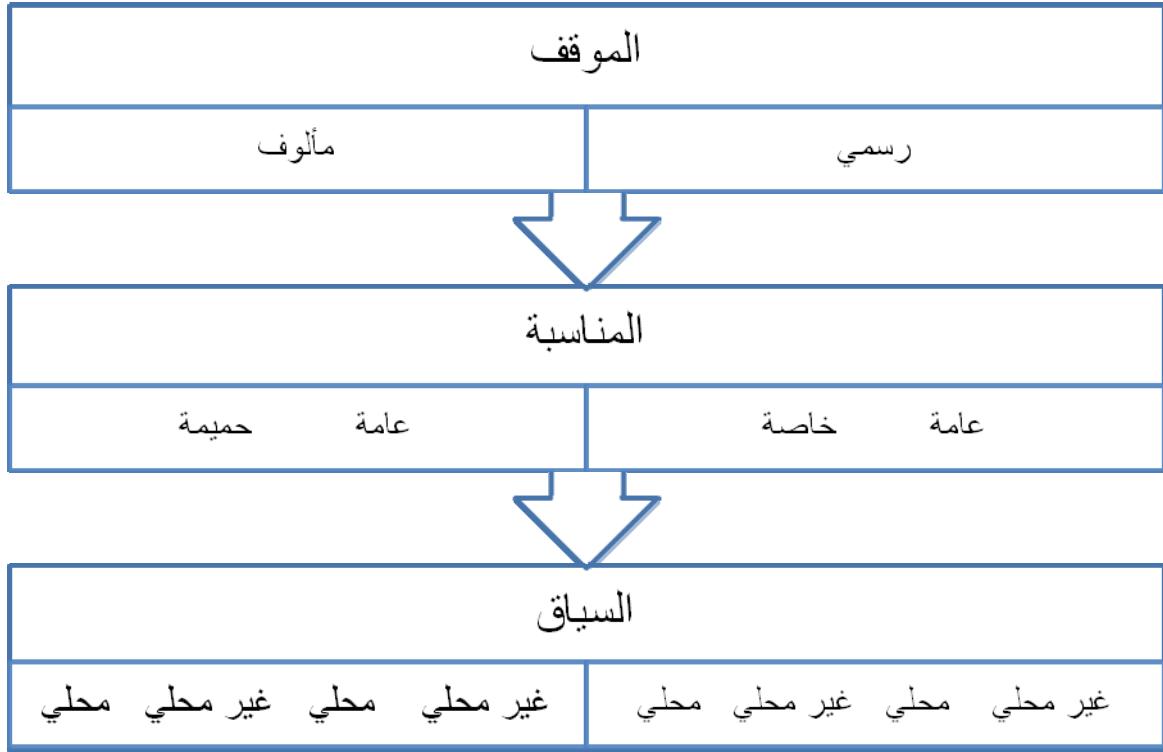 الموقف
رسمي مألوف
المناسبة
عامة خاصة عامة حميمة
السياق
غير محلي محلي غير محلي محلي غير محلي محلي غير محلي محلي